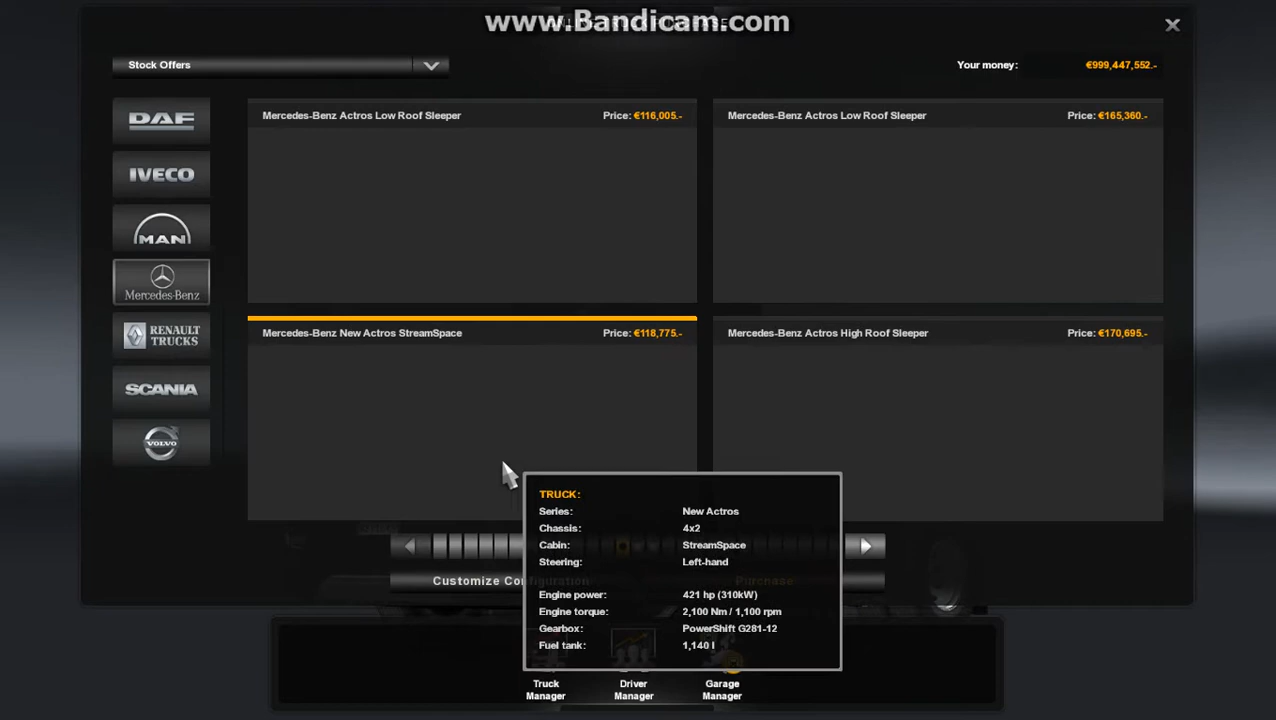 www.Bandicam.com
Stock Offers
Your money: €999,447,552.-
DAF
IVECO
MAN
Mercedes-Benz
RENAULT
TRUCKS
SCANIA
VOLVO
Mercedes-Benz Actros Low Roof Sleeper Price: €116,005.-
Mercedes-Benz Actros Low Roof Sleeper Price: €165,360.-
Mercedes-Benz New Actros StreamSpace Price: €118,775.-
Mercedes-Benz Actros High Roof Sleeper Price: €170,695.-
TRUCK:
Series: New Actros
Chassis: 4x2
Cabin: StreamSpace
Steering: Left-hand
Engine power: 421 hp (310kW)
Engine torque: 2,100 Nm / 1,100 rpm
Gearbox: PowerShift G281-12
Fuel tank: 1,140 l
Customize Configuration
Purchase
Truck
Manager
Driver
Manager
Garage
Manager